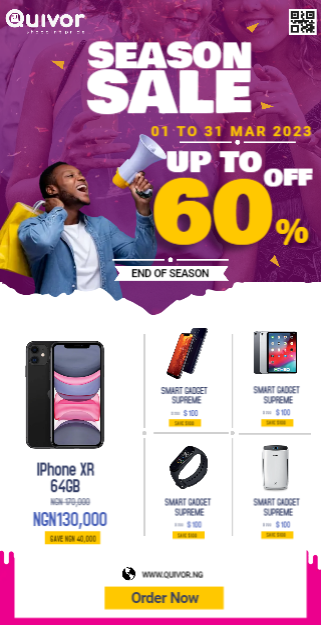 Quivor
SEASON
SALE
01 TO 31 MAR 2023
UP TO
60%
OFF
END OF SEASON
IPhone XR
64GB
NGN 170,000
NGN130,000
GAVE NGN 40,000
SMART GADGET
SUPREME
$ 100
SMART GADGET
SUPREME
$ 100
SMART GADGET
SUPREME
$ 100
SMART GADGET
SUPREME
$ 100
WWW.QUIVOR.NG
Order Now